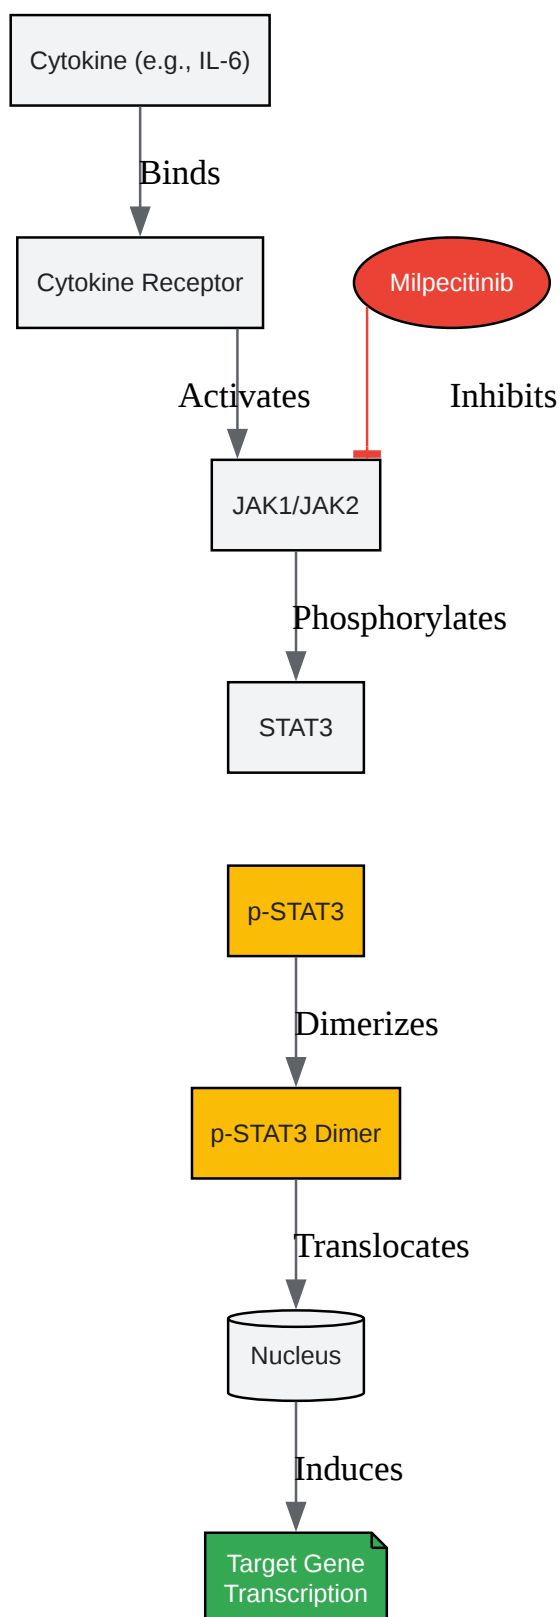 Cytokine (e.g., IL-6)
Binds
Cytokine Receptor
Milpecitinib
Activates
Inhibits
JAK1/JAK2
Phosphorylates
STAT3
p-STAT3
Dimerizes
p-STAT3 Dimer
Translocates
Nucleus
Induces
Target Gene
Transcription